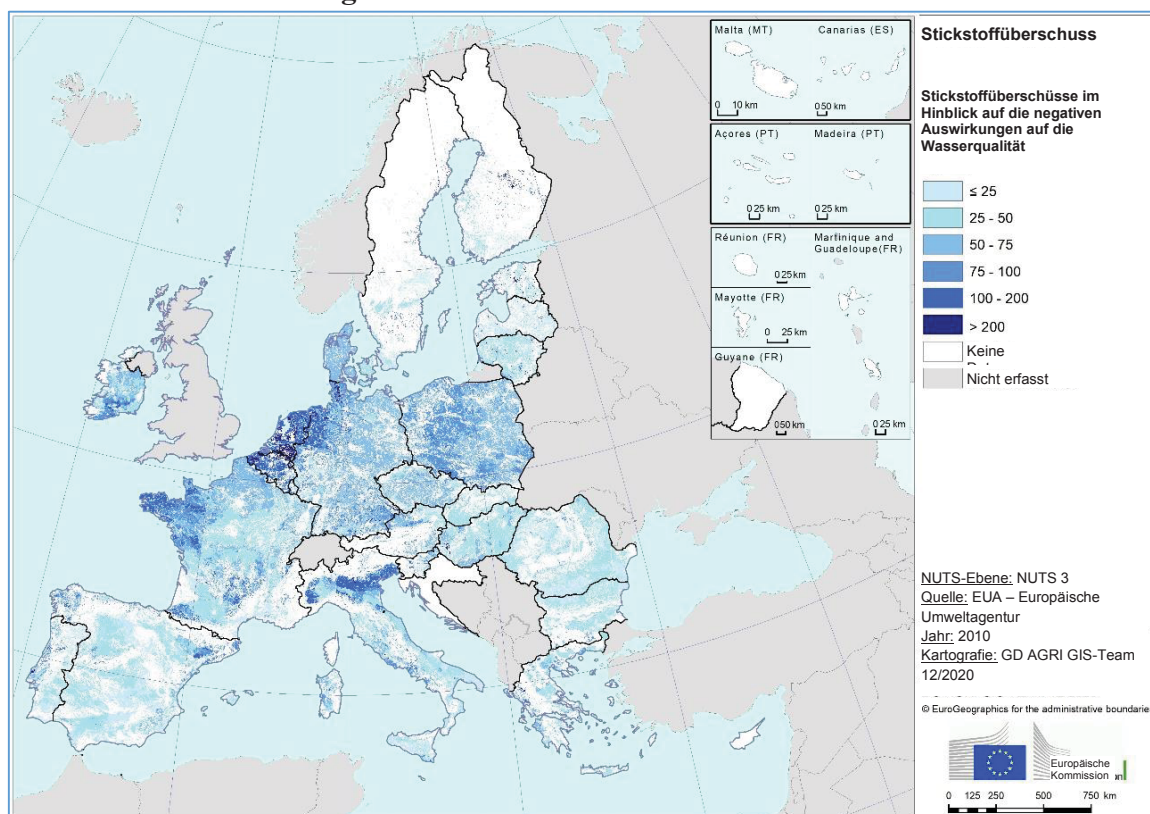 Malta (MT)
Canarias (ES)
0 10 km
0 50 km
Açores (PT)
Madeira (PT)
0 25 km
0 25 km
Réunion (FR)
Martinique and
Guadeloupe(FR)
0 25 km
Mayotte (FR)
0 25 km
Guyane (FR)
0 50 km
0 25 km
Stickstoffüberschuss
Stickstoffüberschüsse im
Hinblick auf die negativen
Auswirkungen auf die
Wasserqualität
≤ 25
25 - 50
50 - 75
75 - 100
100 - 200
> 200
Keine
Nicht erfasst
NUTS-Ebene: NUTS 3
Quelle: EUA – Europäische
Umweltagentur
Jahr: 2010
Kartografie: GD AGRI GIS-Team
12/2020
© EuroGeographics for the administrative boundaries
Europäische
Kommission
0 125 250 500 750 km